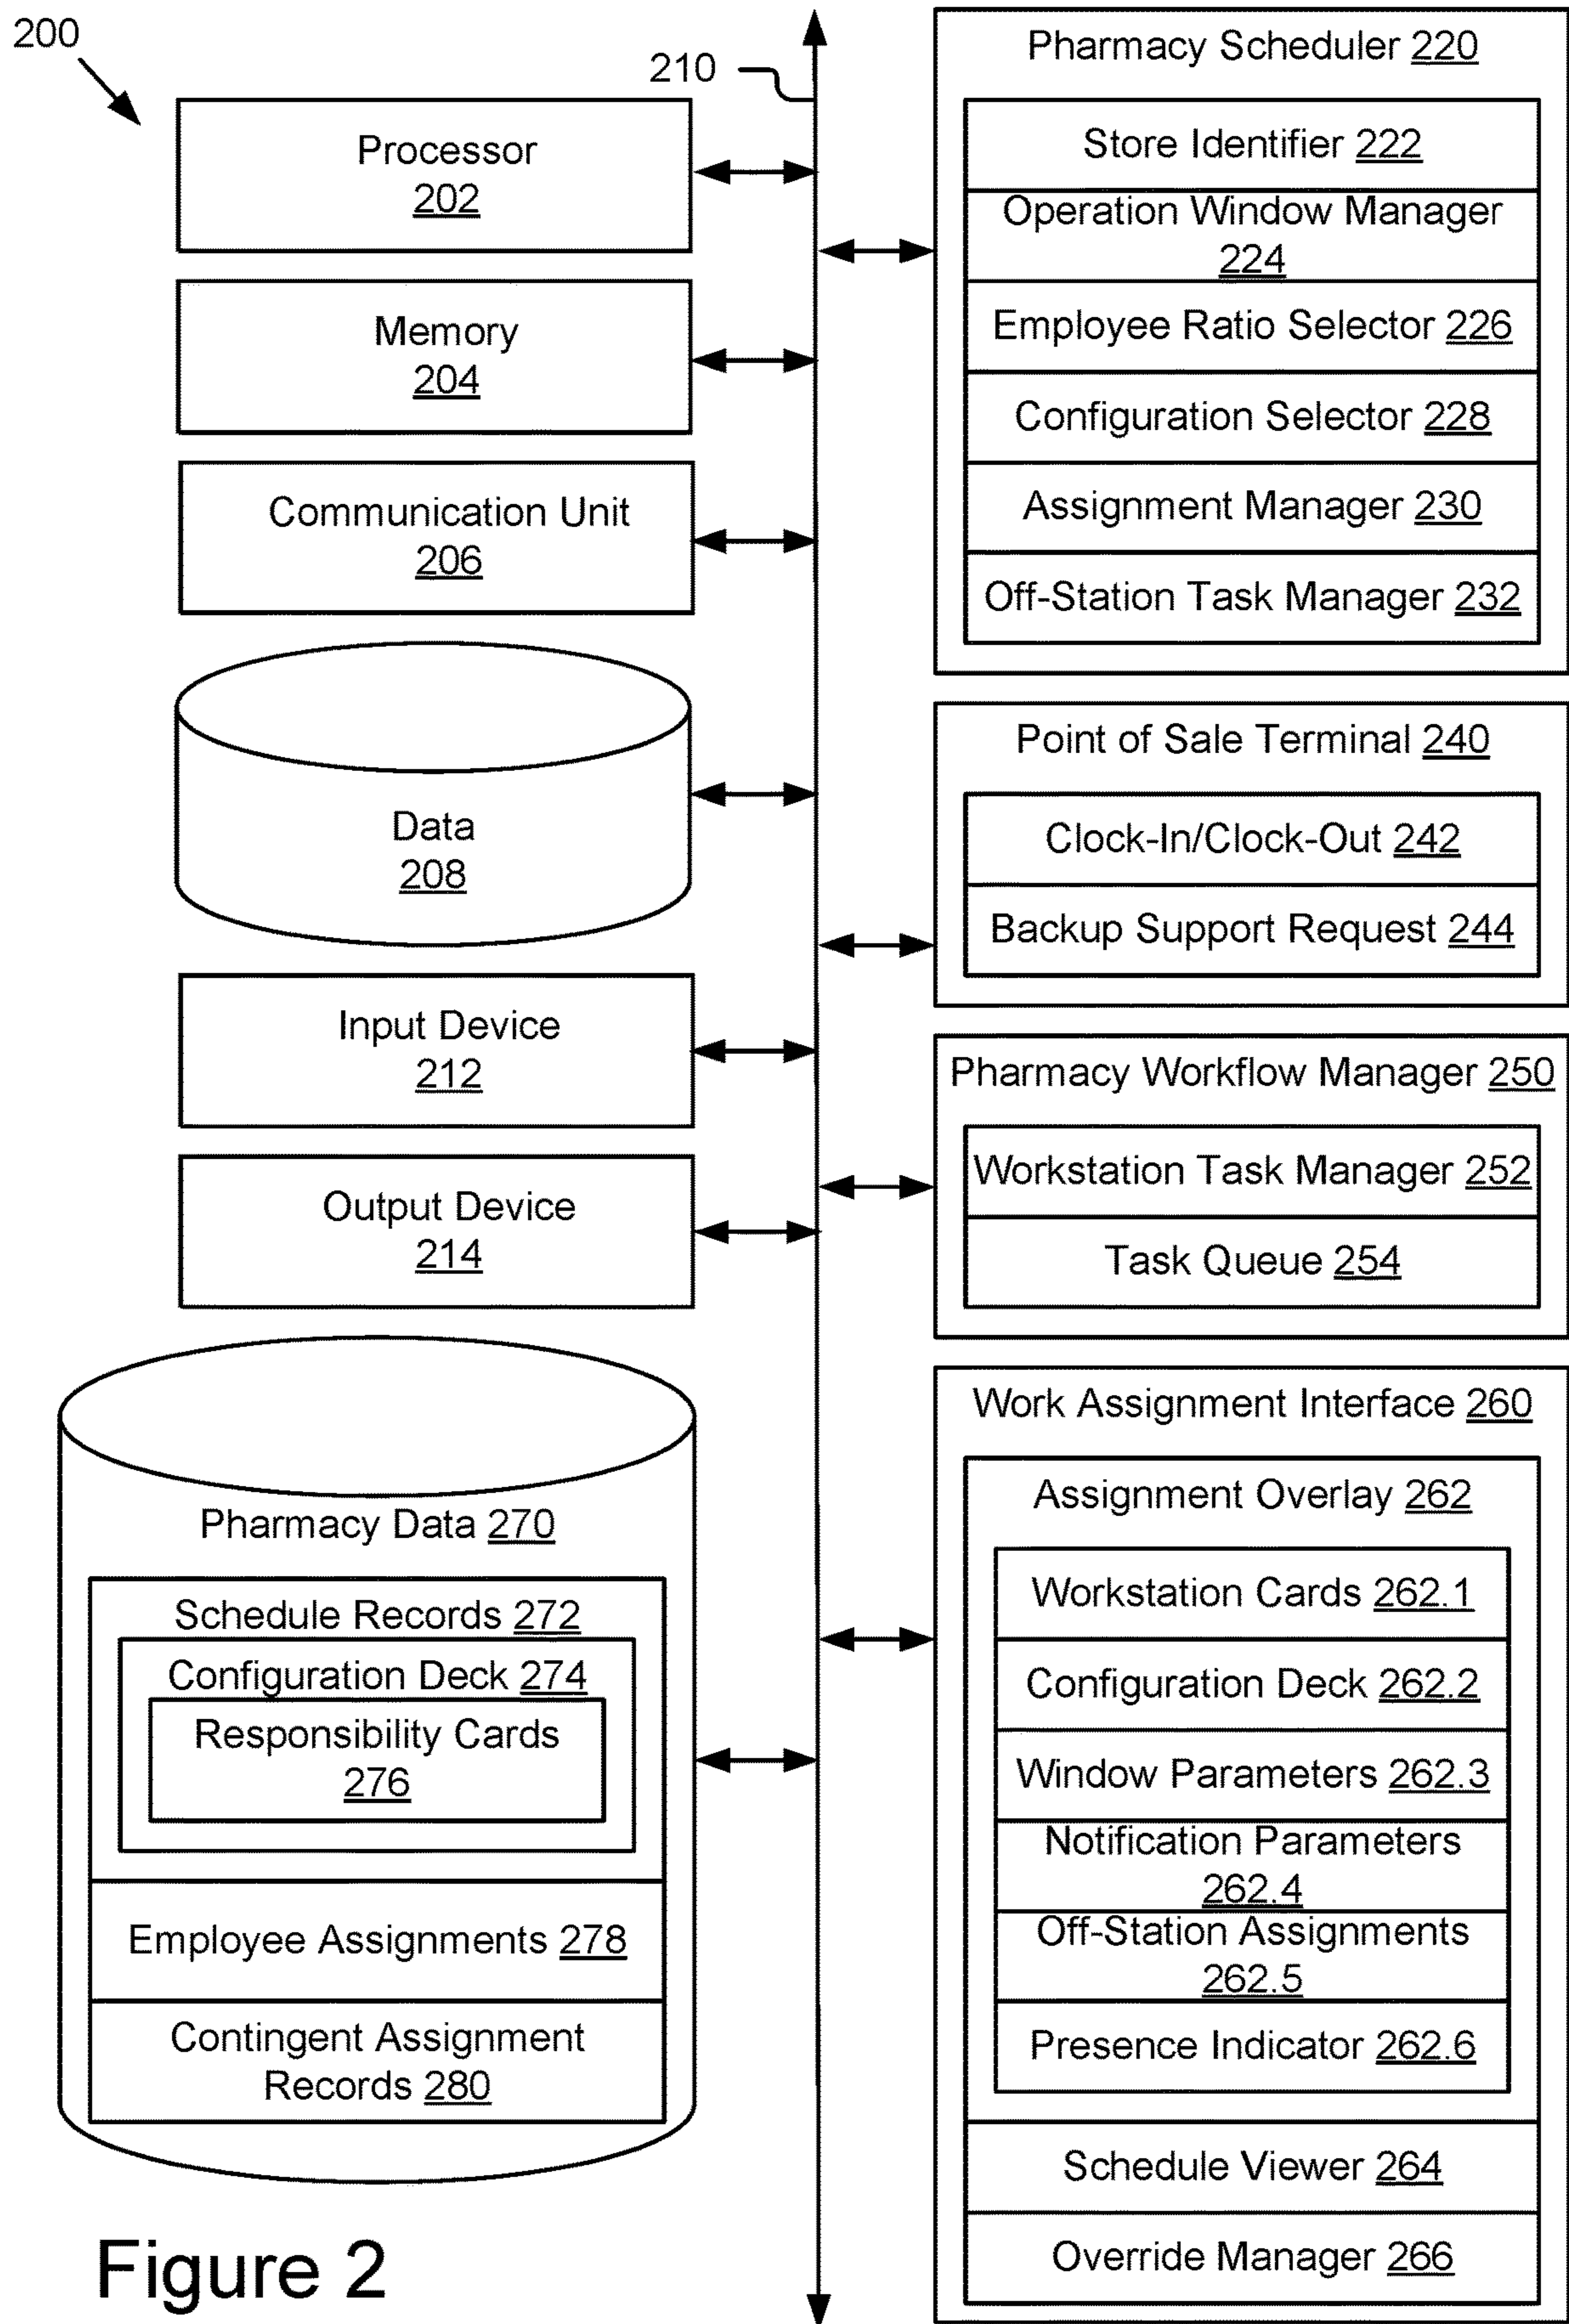 200
210
Processor
202
Memory
204
Communication Unit
206
Data
208
Input Device
212
Output Device
214
Pharmacy Data 270
Schedule Records 272
Configuration Deck 274
Responsibility Cards
276
Employee Assignments 278
Contingent Assignment
Records 280
Pharmacy Scheduler 220
Store Identifier 222
Operation Window Manager
224
Employee Ratio Selector 226
Configuration Selector 228
Assignment Manager 230
Off-Station Task Manager 232
Point of Sale Terminal 240
Clock-In/Clock-Out 242
Backup Support Request 244
Pharmacy Workflow Manager 250
Workstation Task Manager 252
Task Queue 254
Work Assignment Interface 260
Assignment Overlay 262
Workstation Cards 262.1
Configuration Deck 262.2
Window Parameters 262.3
Notification Parameters
262.4
Off-Station Assignments
262.5
Presence Indicator 262.6
Schedule Viewer 264
Override Manager 266
Figure 2